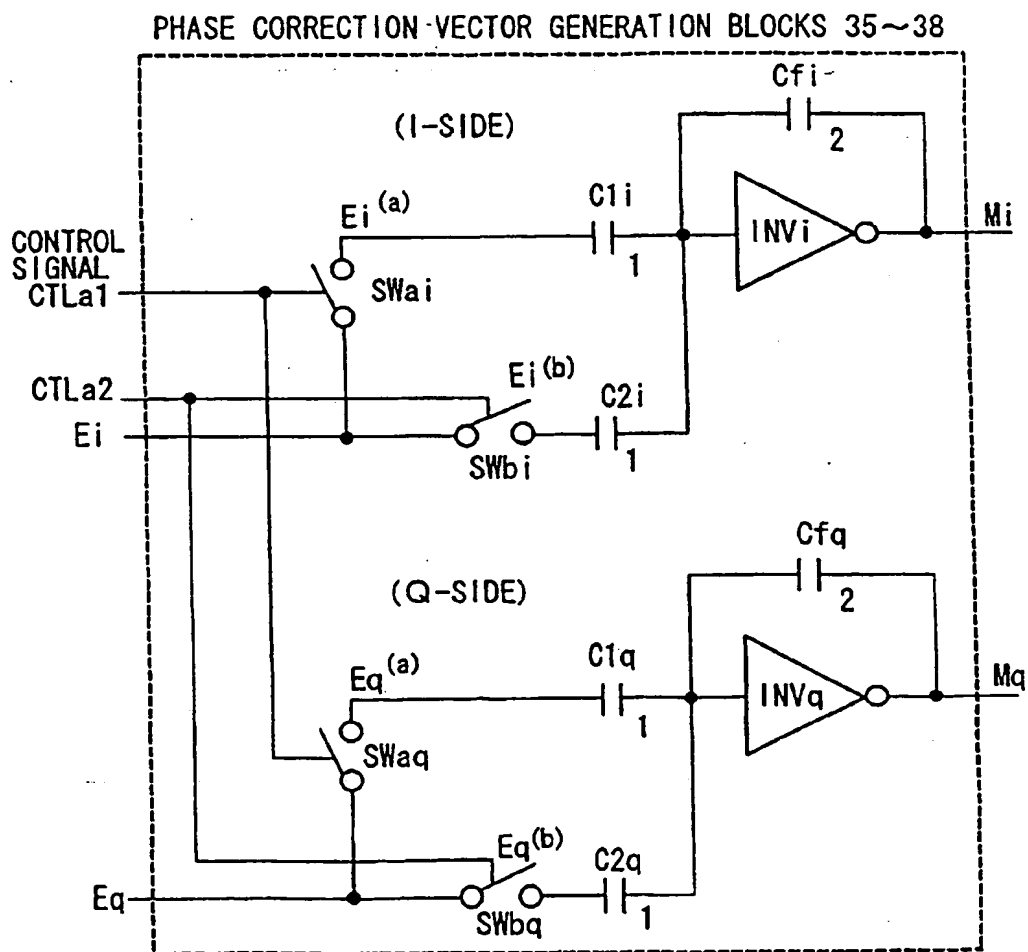 PHASE CORRECTION VECTOR GENERATION BLOCKS 35~38
Cfi
2
(I-SIDE)
Ei(a)
C1i
1
INVi
Mi
CONTROL
SIGNAL
CTLa1
SWai
CTLa2
Ei(b)
C2i
Ei
SWbi
1
Cfq
2
(Q-SIDE)
Eq(a)
C1q
1
INVq
Mq
SWaq
Eq(b)
C2q
Eq
SWbq
1